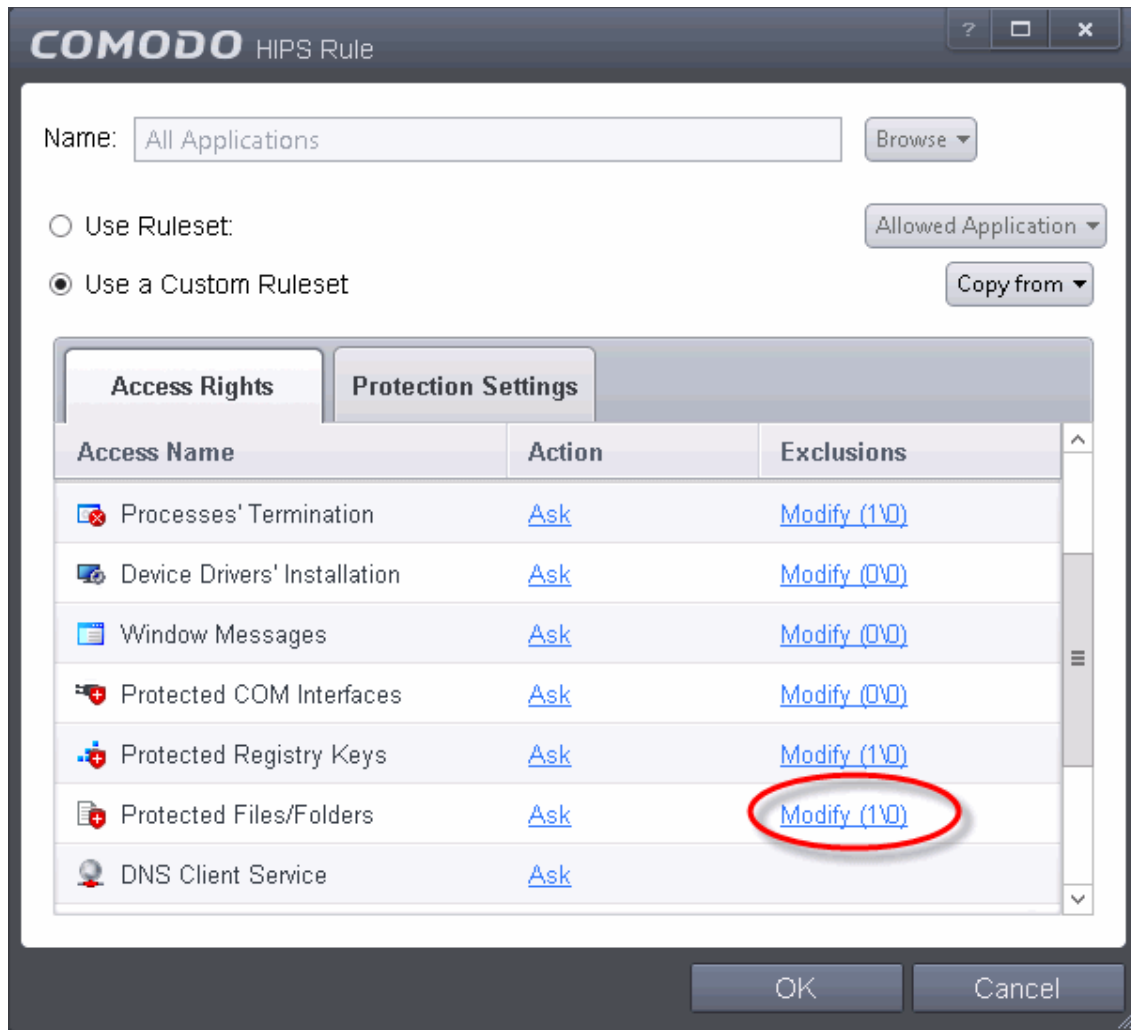 COMODO HIPS Rule
?
Name: All Applications Browse
Use Ruleset: Allowed Application
Use a Custom Ruleset Copy from
Access Rights Protection Settings
Access Name Action Exclusions
Processes' Termination Ask Modify (1\0)
Device Drivers' Installation Ask Modify (0\0)
Window Messages Ask Modify (0\0)
Protected COM Interfaces Ask Modify (0\0)
Protected Registry Keys Ask Modify (1\0)
Protected Files/Folders Ask Modify (1\0)
DNS Client Service Ask
OK Cancel